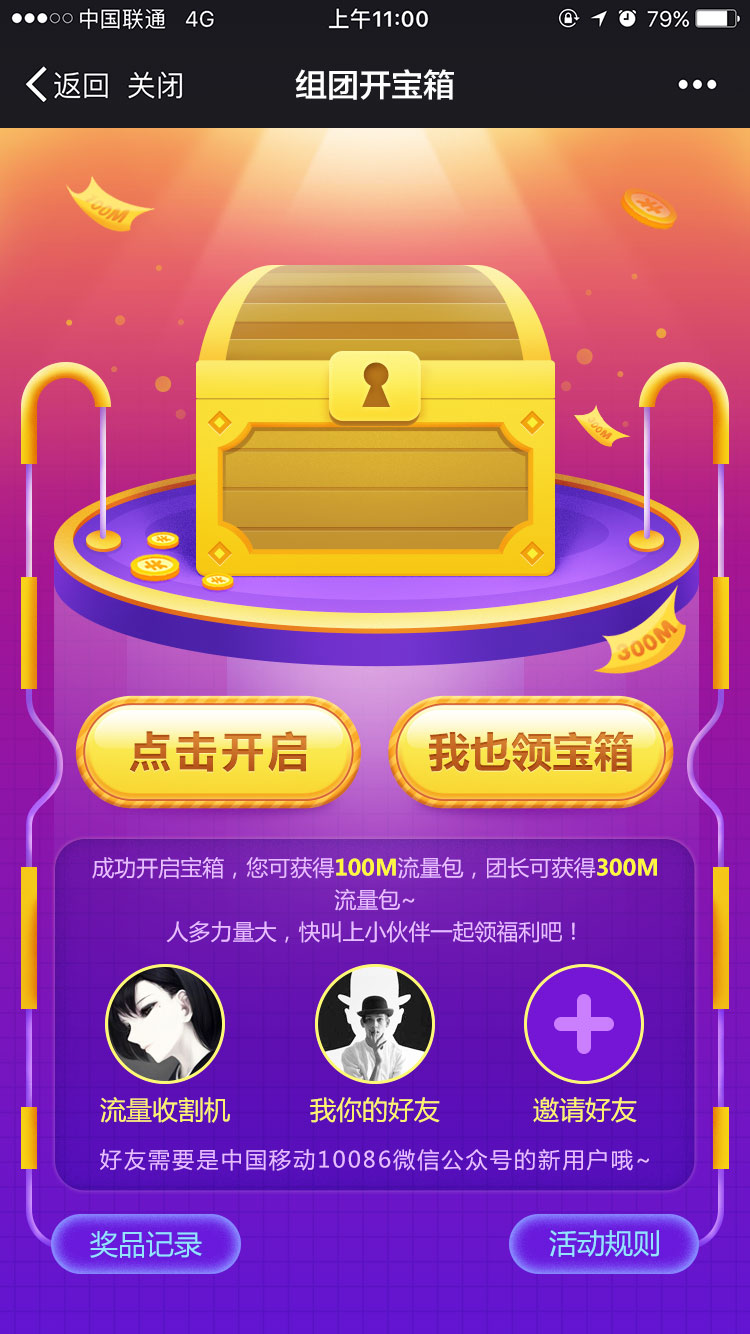 中国联通 4G 上午11:00 79%
返回 关闭 组团开宝箱
100M
300M
点击开启 我也领宝箱
成功开启宝箱，您可获得100M流量包，团长可获得300M
流量包~
人多力量大，快叫上小伙伴一起领福利吧！
流量收割机 我你的好友 邀请好友
好友需要是中国移动10086微信公众号的新用户哦~
奖品记录 活动规则